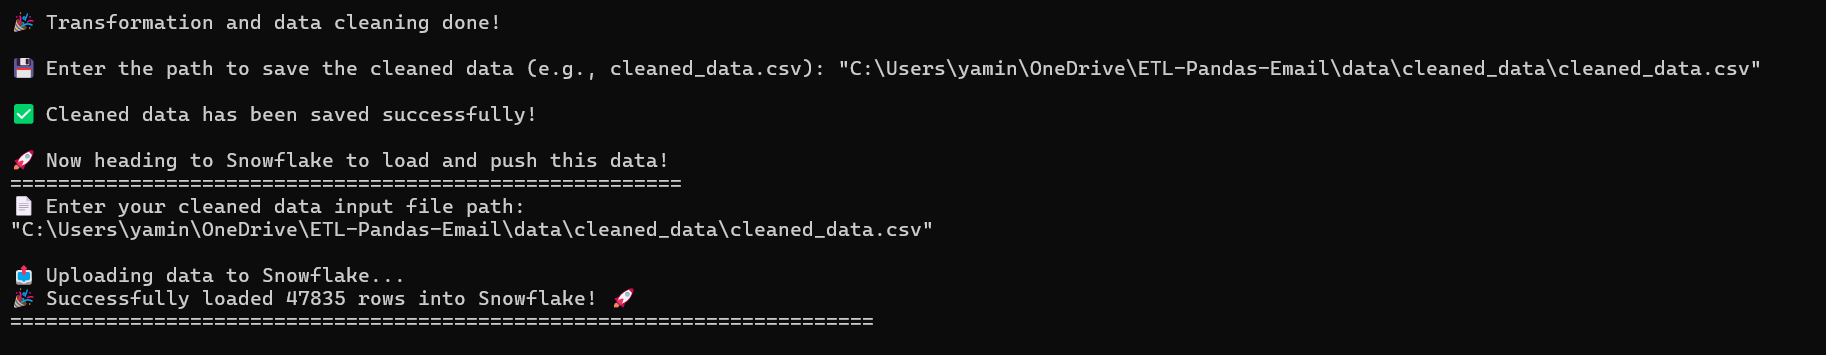 🎉 Transformation and data cleaning done!
💾 Enter the path to save the cleaned data (e.g., cleaned_data.csv): "C:\Users\yamin\OneDrive\ETL-Pandas-Email\data\cleaned_data\cleaned_data.csv"
✅ Cleaned data has been saved successfully!
🚀 Now heading to Snowflake to load and push this data!
========================================================
📄 Enter your cleaned data input file path:
"C:\Users\yamin\OneDrive\ETL-Pandas-Email\data\cleaned_data\cleaned_data.csv"
📤 Uploading data to Snowflake...
🎉 Successfully loaded 47835 rows into Snowflake! 🚀
========================================================================